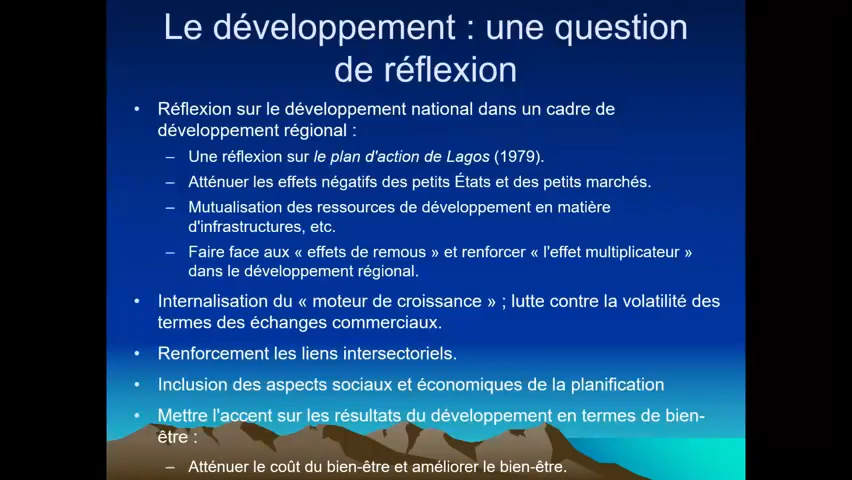 Le développement : une question
de réflexion
• Réflexion sur le développement national dans un cadre de
développement régional :
– Une réflexion sur le plan d'action de Lagos (1979).
– Atténuer les effets négatifs des petits États et des petits marchés.
– Mutualisation des ressources de développement en matière
d'infrastructures, etc.
– Faire face aux « effets de remous » et renforcer « l'effet multiplicateur »
dans le développement régional.
• Internalisation du « moteur de croissance » ; lutte contre la volatilité des
termes des échanges commerciaux.
• Renforcement les liens intersectoriels.
• Inclusion des aspects sociaux et économiques de la planification
• Mettre l'accent sur les résultats du développement en termes de bien-
être :
– Atténuer le coût du bien-être et améliorer le bien-être.